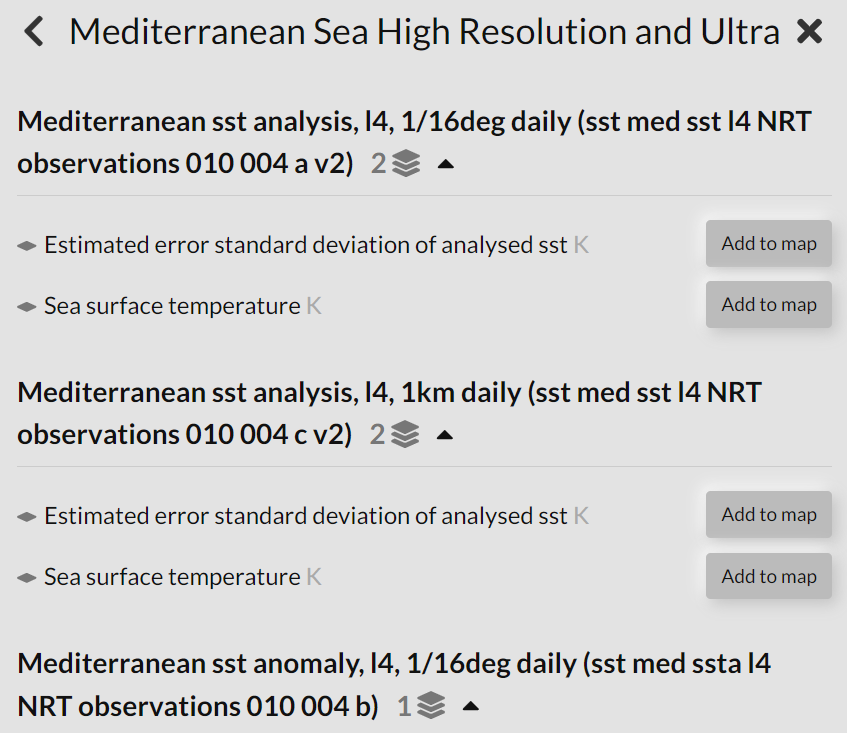 Mediterranean Sea High Resolution and Ultra
Mediterranean sst analysis, l4, 1/16deg daily (sst med sst l4 NRT
observations 010 004 a v2) 2
Estimated error standard deviation of analysed sst K Add to map
Sea surface temperature K Add to map
Mediterranean sst analysis, l4, 1km daily (sst med sst l4 NRT
observations 010 004 c v2) 2
Estimated error standard deviation of analysed sst K Add to map
Sea surface temperature K Add to map
Mediterranean sst anomaly, l4, 1/16deg daily (sst med ssta l4
NRT observations 010 004 b) 1